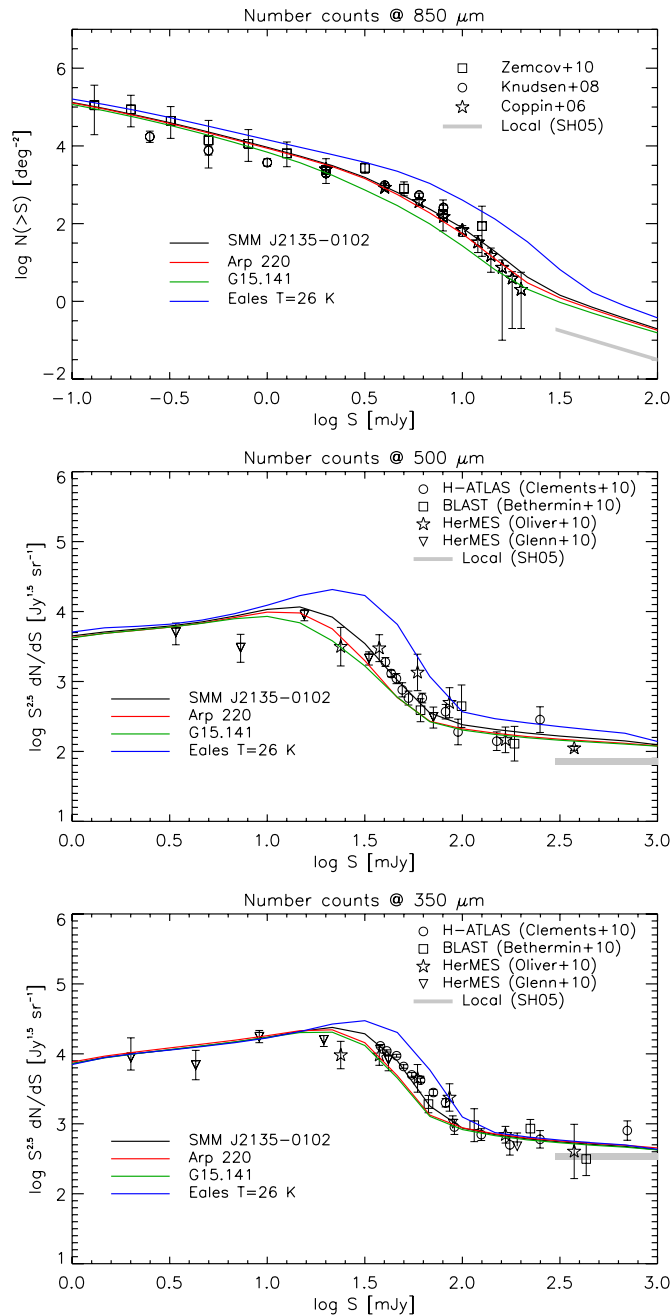 Number counts @ 850 μm
log N(>S) [deg⁻²]
6
4
2
0
−2
Zemcov+10
Knudsen+08
Coppin+06
Local (SH05)
SMM J2135−0102
Arp 220
G15.141
Eales T=26 K
−1.0 −0.5 0.0 0.5 1.0 1.5 2.0
log S [mJy]
Number counts @ 500 μm
log S²·⁵ dN/dS [Jy¹·⁵ sr⁻¹]
6
5
4
3
2
1
H−ATLAS (Clements+10)
BLAST (Bethermin+10)
HerMES (Oliver+10)
HerMES (Glenn+10)
Local (SH05)
SMM J2135−0102
Arp 220
G15.141
Eales T=26 K
0.0 0.5 1.0 1.5 2.0 2.5 3.0
log S [mJy]
Number counts @ 350 μm
log S²·⁵ dN/dS [Jy¹·⁵ sr⁻¹]
6
5
4
3
2
1
H−ATLAS (Clements+10)
BLAST (Bethermin+10)
HerMES (Oliver+10)
HerMES (Glenn+10)
Local (SH05)
SMM J2135−0102
Arp 220
G15.141
Eales T=26 K
0.0 0.5 1.0 1.5 2.0 2.5 3.0
log S [mJy]